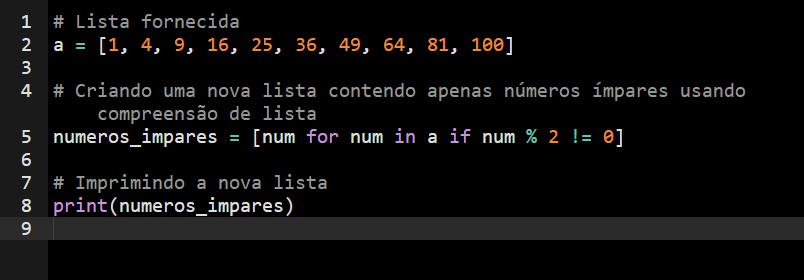 1 # Lista fornecida
2 a = [1, 4, 9, 16, 25, 36, 49, 64, 81, 100]
3
4 # Criando uma nova lista contendo apenas números ímpares usando
compreensão de lista
5 numeros_impares = [num for num in a if num % 2 != 0]
6
7 # Imprimindo a nova lista
8 print(numeros_impares)
9